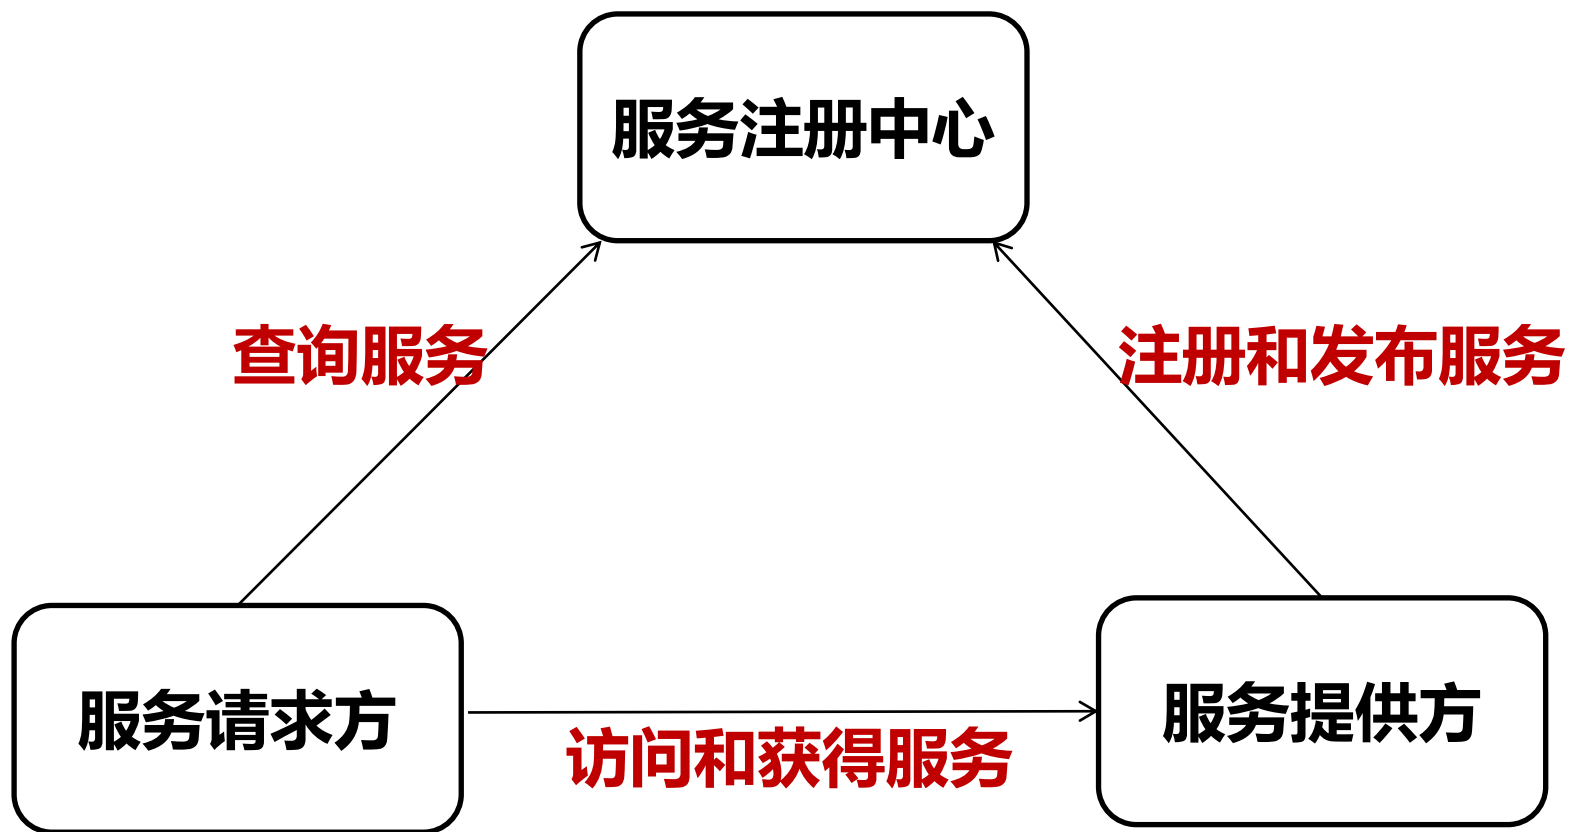 服务注册中心
查询服务
注册和发布服务
服务请求方
访问和获得服务
服务提供方